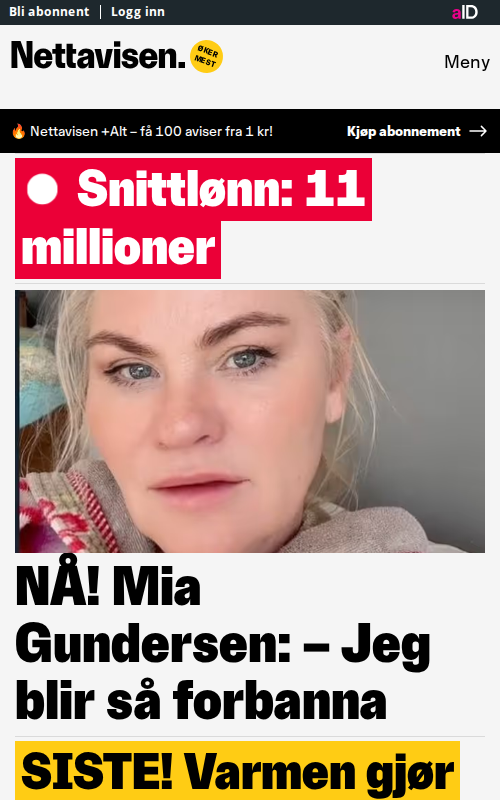 Bli abonnent | Logg inn
aID
Nettavisen. ØKER
MEST
Meny
🔥 Nettavisen +Alt – få 100 aviser fra 1 kr!
Kjøp abonnement →
Snittlønn: 11
millioner
NÅ! Mia
Gundersen: – Jeg
blir så forbanna
SISTE! Varmen gjør